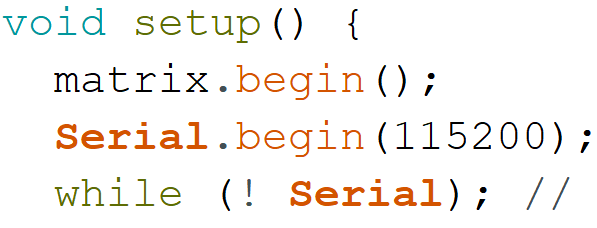 void setup() {
matrix.begin();
Serial.begin(115200);
while (! Serial); //